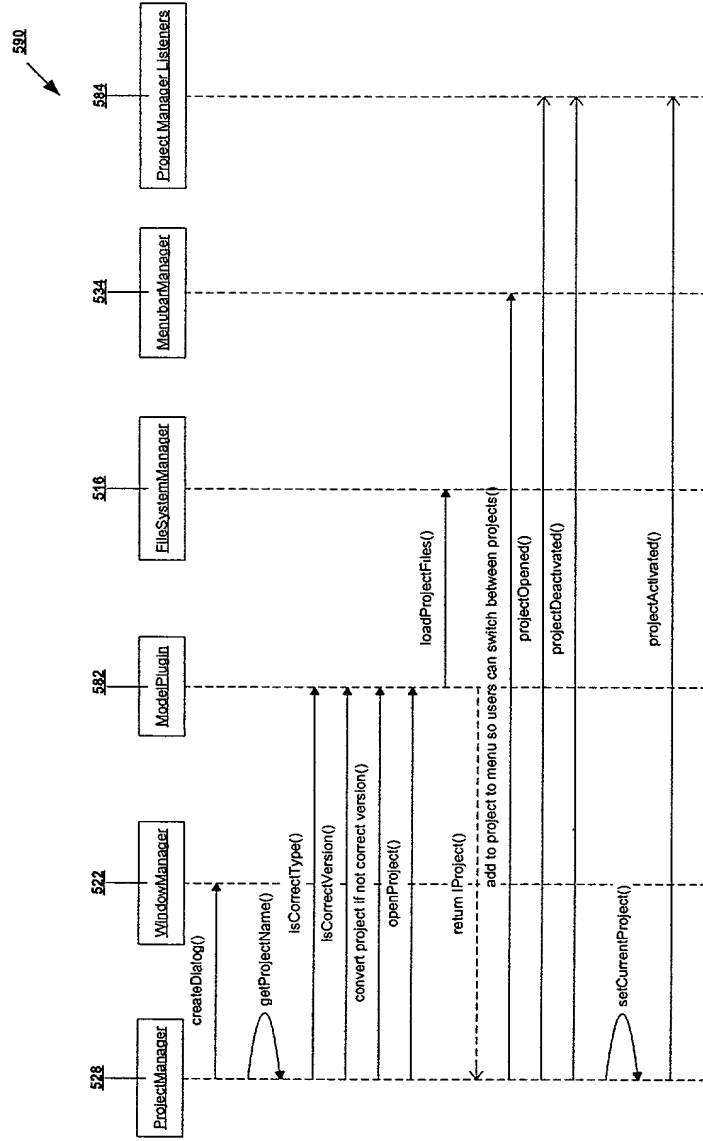 590
528
ProjectManager
522
WindowManager
582
ModelPlugin
516
FileSystemManager
534
MenubarManager
584
Project Manager Listeners
createDialog()
getProjectName()
isCorrectType()
isCorrectVersion()
convert project if not correct version()
openProject()
loadProjectFiles()
return IProject()
add to project to menu so users can switch between projects()
projectOpened()
projectDeactivated()
setCurrentProject()
projectActivated()